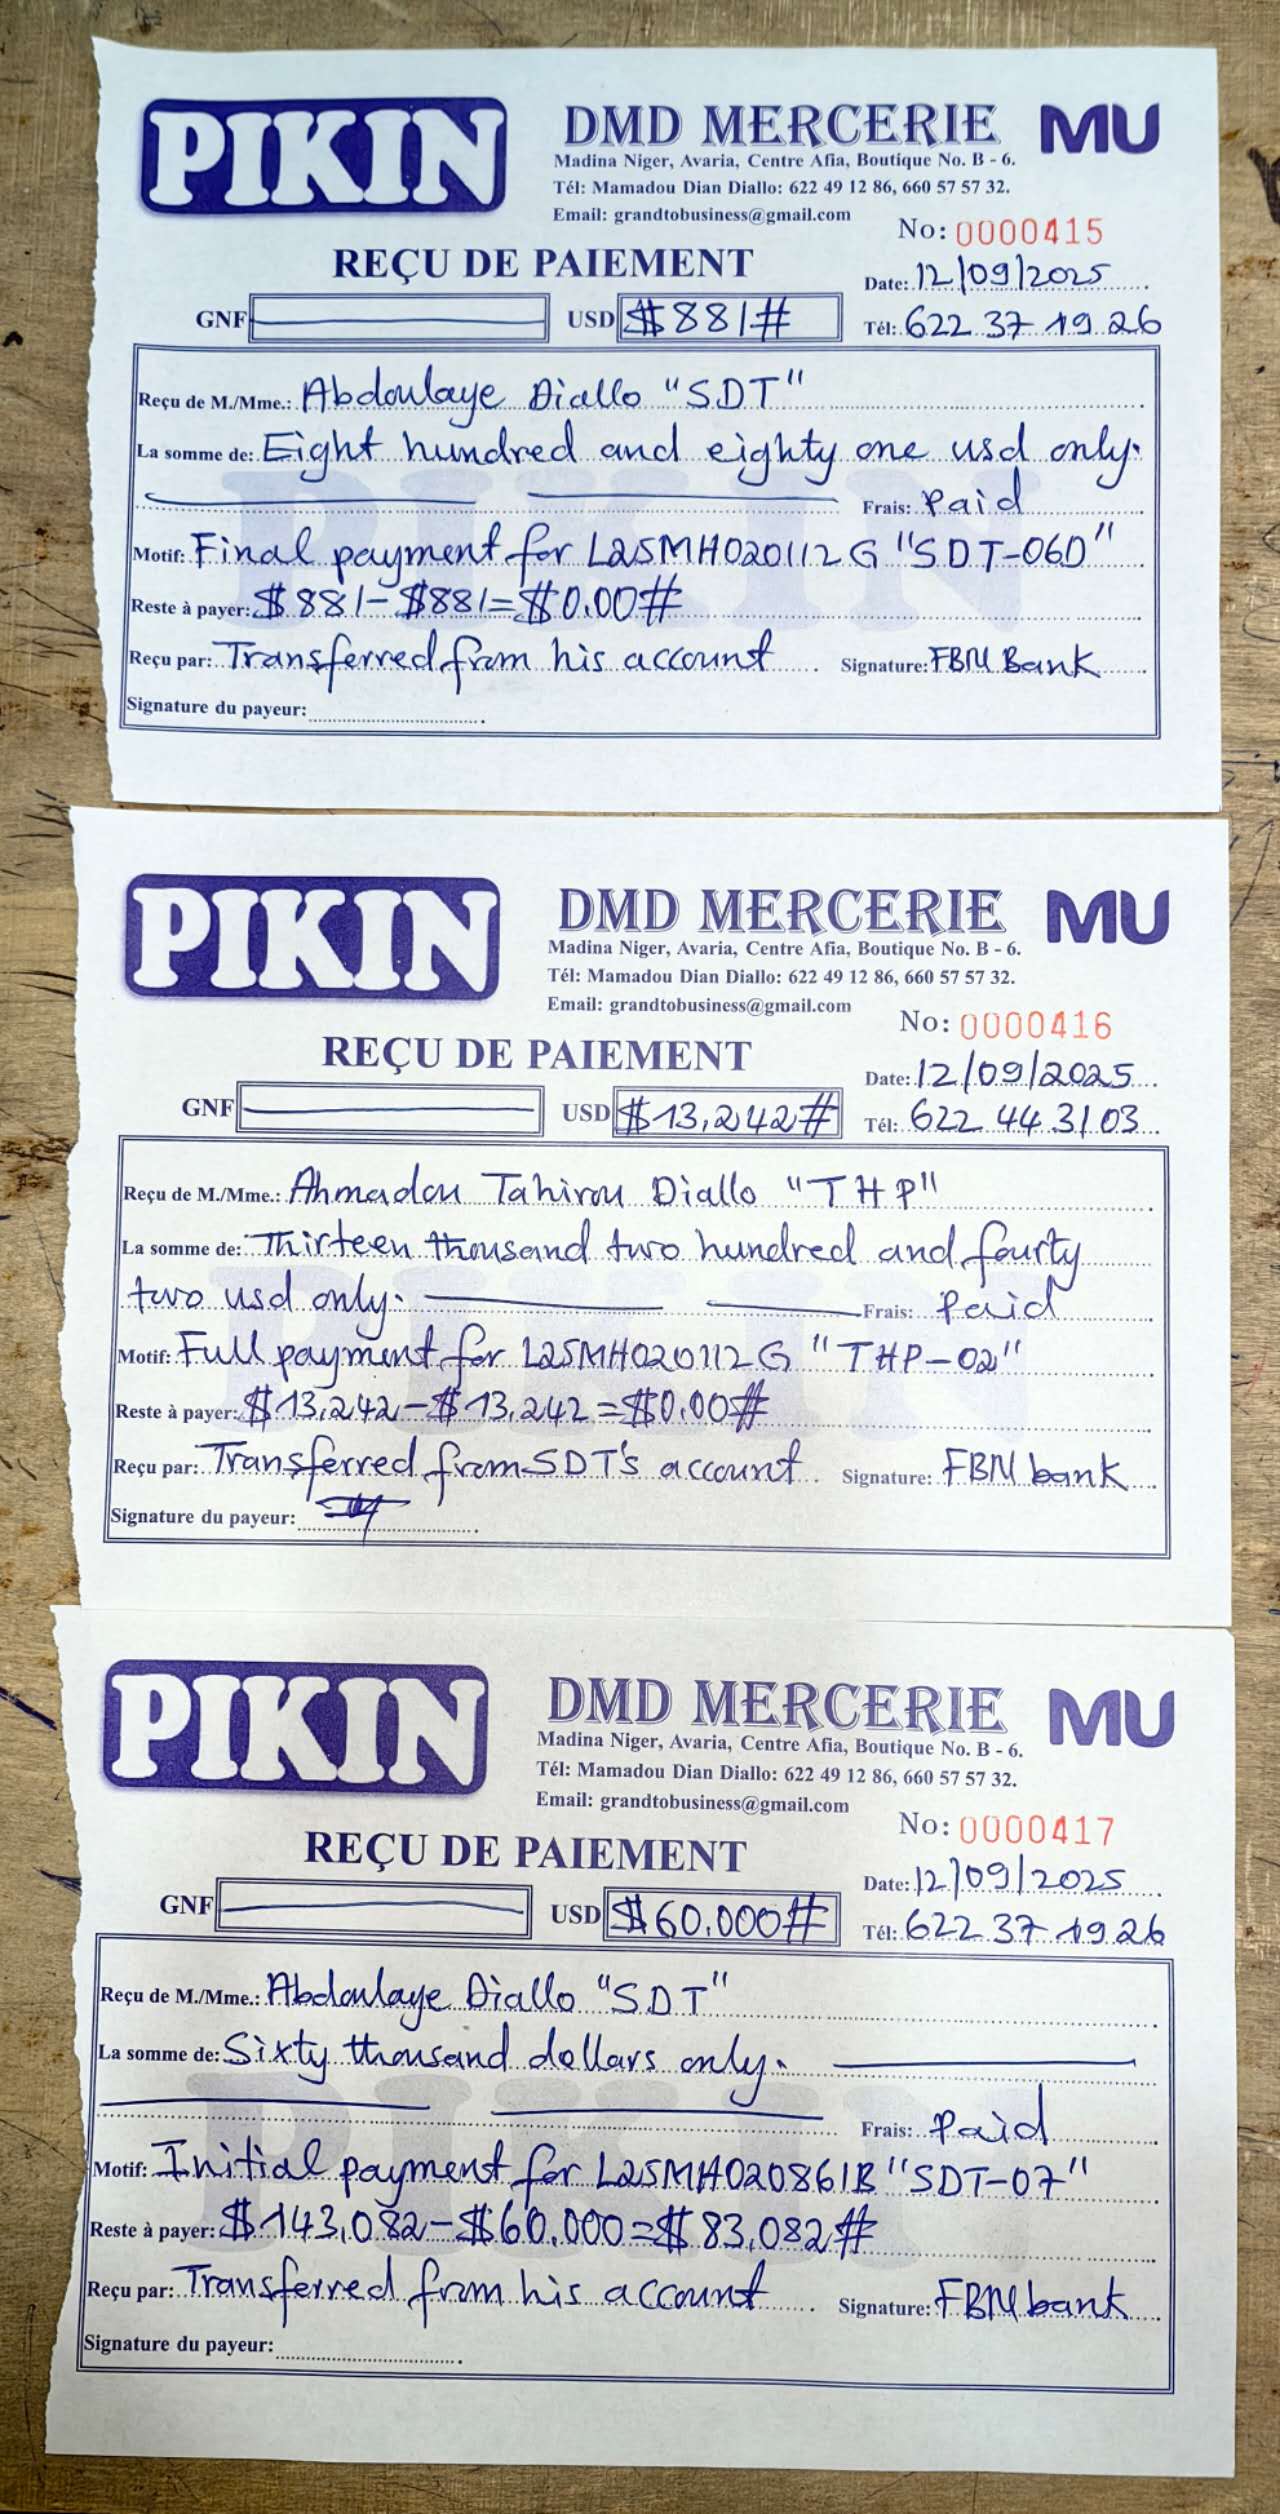 PIKIN
DMD MERCERIE MU
Madina Niger, Avaria, Centre Afia, Boutique No. B - 6.
Tél: Mamadou Dian Diallo: 622 49 12 86, 660 57 57 32.
Email: grandtobusiness@gmail.com
No: 0000415
REÇU DE PAIEMENT
Date: 12/09/2025
GNF USD $881#
Tél: 622 37 19 26
Reçu de M./Mme.: Abdoulaye Diallo "SDT"
La somme de: Eight hundred and eighty one usd only.
Frais: Paid
Motif: Final payment for L25MH020112G "SDT-06D"
Reste à payer: $881-$881=$0.00#
Reçu par: Transferred from his account Signature: FBN Bank
Signature du payeur:
PIKIN
DMD MERCERIE MU
Madina Niger, Avaria, Centre Afia, Boutique No. B - 6.
Tél: Mamadou Dian Diallo: 622 49 12 86, 660 57 57 32.
Email: grandtobusiness@gmail.com
No: 0000416
REÇU DE PAIEMENT
Date: 12/09/2025
GNF USD $13,242#
Tél: 622 44 31 03
Reçu de M./Mme.: Ahmadou Tahirou Diallo "THP"
La somme de: Thirteen thousand two hundred and fourty
two usd only. Frais: Paid
Motif: Full payment for L25MH020112G "THP-02"
Reste à payer: $13,242-$13,242=$0.00#
Reçu par: Transferred from SDT's account Signature: FBN bank
Signature du payeur:
PIKIN
DMD MERCERIE MU
Madina Niger, Avaria, Centre Afia, Boutique No. B - 6.
Tél: Mamadou Dian Diallo: 622 49 12 86, 660 57 57 32.
Email: grandtobusiness@gmail.com
No: 0000417
REÇU DE PAIEMENT
Date: 12/09/2025
GNF USD $60,000#
Tél: 622 37 19 26
Reçu de M./Mme.: Abdoulaye Diallo "SDT"
La somme de: Sixty thousand dollars only.
Frais: Paid
Motif: Initial payment for L25MH020861B "SDT-07"
Reste à payer: $143,082-$60,000=$83,082#
Reçu par: Transferred from his account Signature: FBN bank
Signature du payeur: